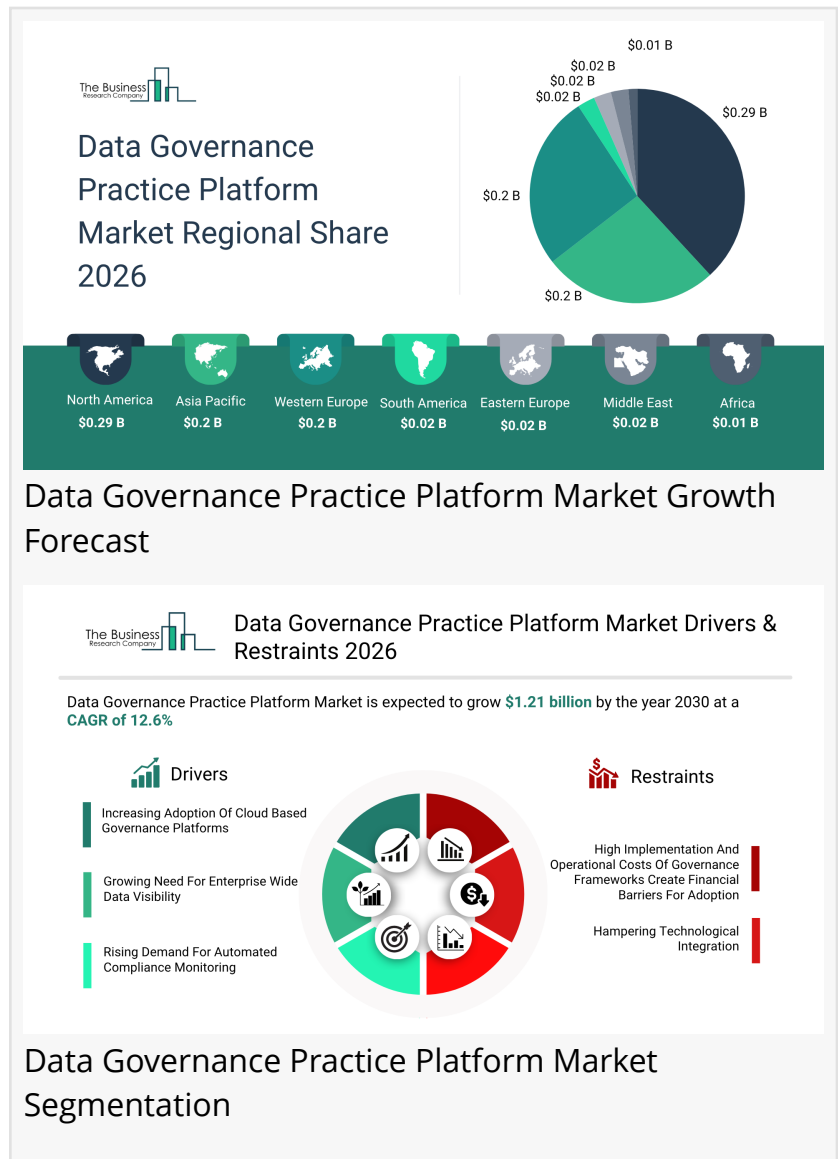 The Business
Research Company
Data Governance
Practice Platform
Market Regional Share
2026
$0.01 B
$0.02 B
$0.02 B
$0.02 B
$0.29 B
$0.2 B
$0.2 B
North America
$0.29 B
Asia Pacific
$0.2 B
Western Europe
$0.2 B
South America
$0.02 B
Eastern Europe
$0.02 B
Middle East
$0.02 B
Africa
$0.01 B
Data Governance Practice Platform Market Growth
Forecast
The Business
Research Company
Data Governance Practice Platform Market Drivers &
Restraints 2026
Data Governance Practice Platform Market is expected to grow $1.21 billion by the year 2030 at a
CAGR of 12.6%
Drivers
Increasing Adoption Of Cloud Based
Governance Platforms
Growing Need For Enterprise Wide
Data Visibility
Rising Demand For Automated
Compliance Monitoring
Restraints
High Implementation And
Operational Costs Of Governance
Frameworks Create Financial
Barriers For Adoption
Hampering Technological
Integration
Data Governance Practice Platform Market
Segmentation